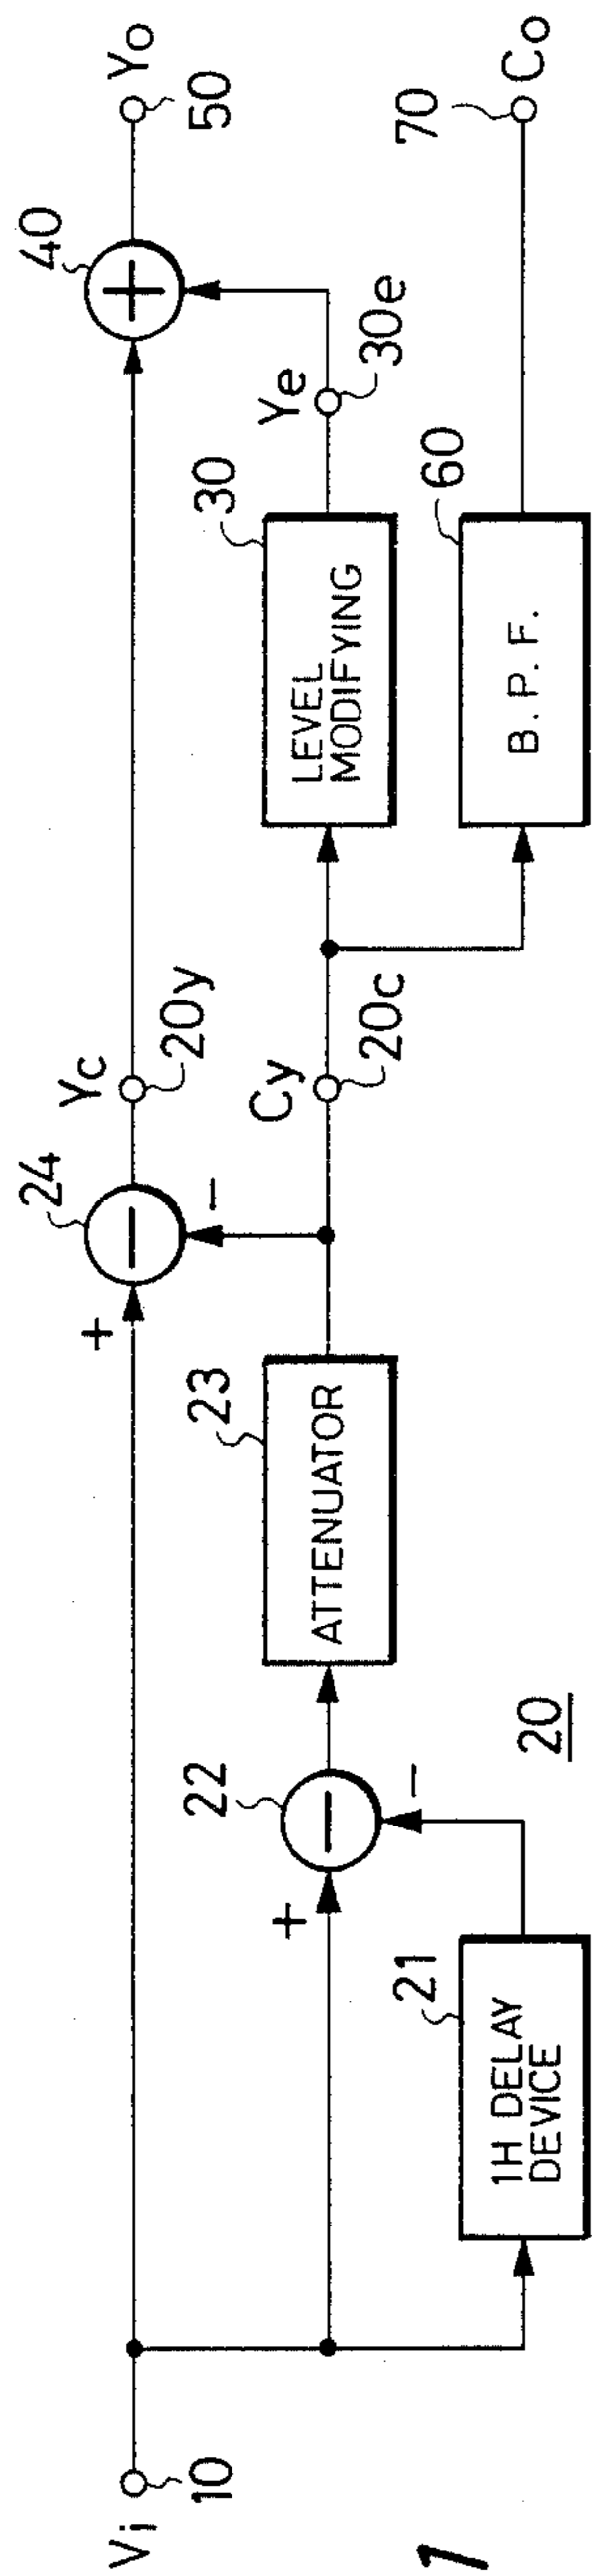 Vi
10
1H DELAY
DEVICE
21
+
−
22
−
20
ATTENUATOR
23
+
−
24
−
Yc
20y
Cy
20c
LEVEL
MODIFYING
30
B. P. F.
60
Ye
30e
+
40
Yo
50
Co
70
1